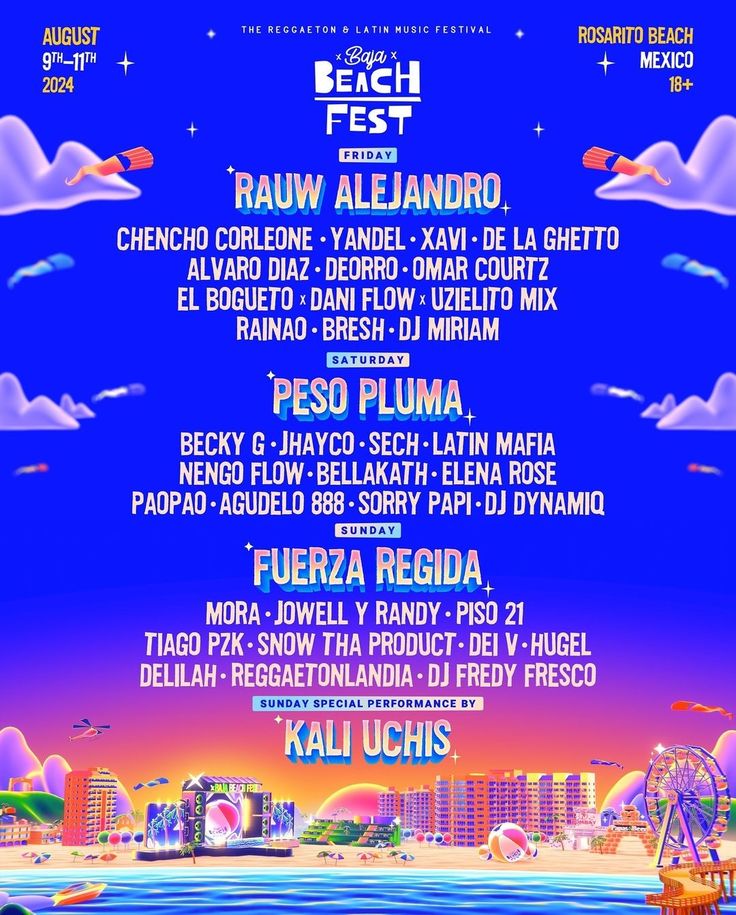 THE REGGAETON & LATIN MUSIC FESTIVAL
AUGUST
9TH–11TH
2024
ROSARITO BEACH
MEXICO
18+
x Baja x
BEACH
FEST
FRIDAY
RAUW ALEJANDRO
CHENCHO CORLEONE • YANDEL • XAVI • DE LA GHETTO
ALVARO DIAZ • DEORRO • OMAR COURTZ
EL BOGUETO x DANI FLOW x UZIELITO MIX
RAINAO • BRESH • DJ MIRIAM
SATURDAY
PESO PLUMA
BECKY G • JHAYCO • SECH • LATIN MAFIA
NENGO FLOW • BELLAKATH • ELENA ROSE
PAOPAO • AGUDELO 888 • SORRY PAPI • DJ DYNAMIQ
SUNDAY
FUERZA REGIDA
MORA • JOWELL Y RANDY • PISO 21
TIAGO PZK • SNOW THA PRODUCT • DEI V • HUGEL
DELILAH • REGGAETONLANDIA • DJ FREDY FRESCO
SUNDAY SPECIAL PERFORMANCE BY
KALI UCHIS
BAJA BEACH FEST